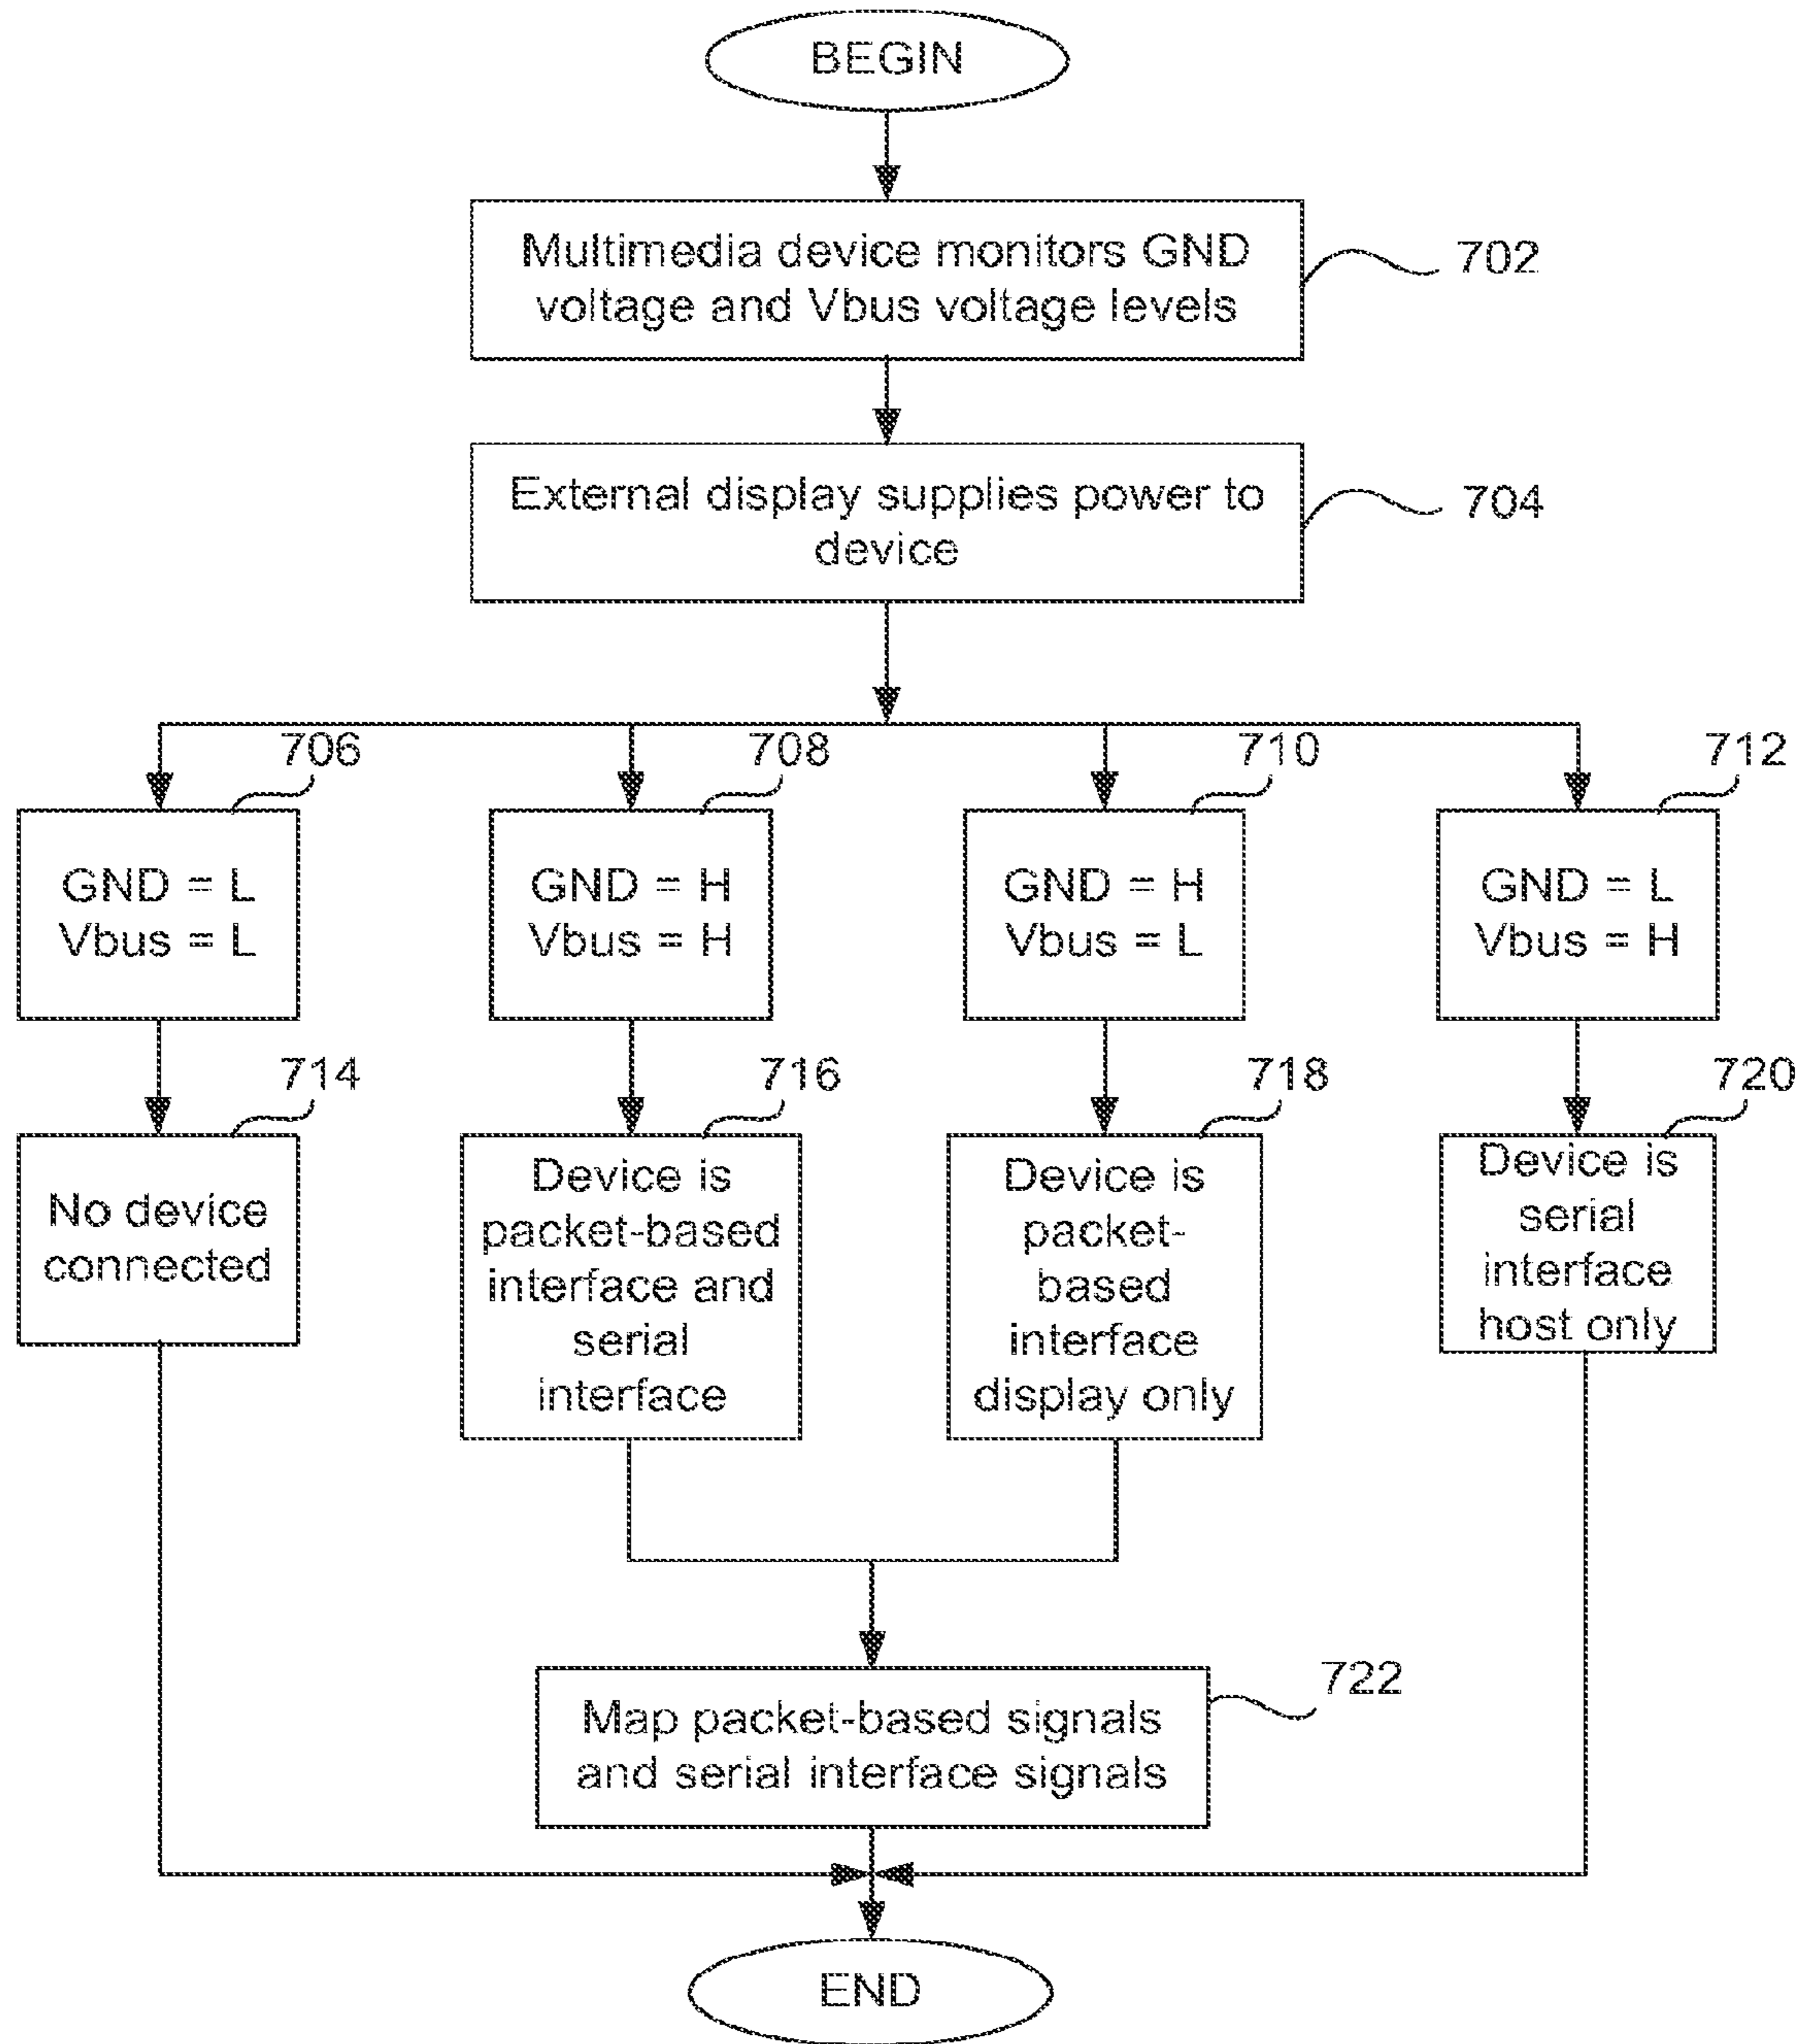 BEGIN
Multimedia device monitors GND
voltage and Vbus voltage levels
702
External display supplies power to
device
704
706
708
710
712
GND = L
Vbus = L
GND = H
Vbus = H
GND = H
Vbus = L
GND = L
Vbus = H
714
716
718
720
No device
connected
Device is
packet-based
interface and
serial
interface
Device is
packet-
based
interface
display only
Device is
serial
interface
host only
Map packet-based signals
and serial interface signals
722
END